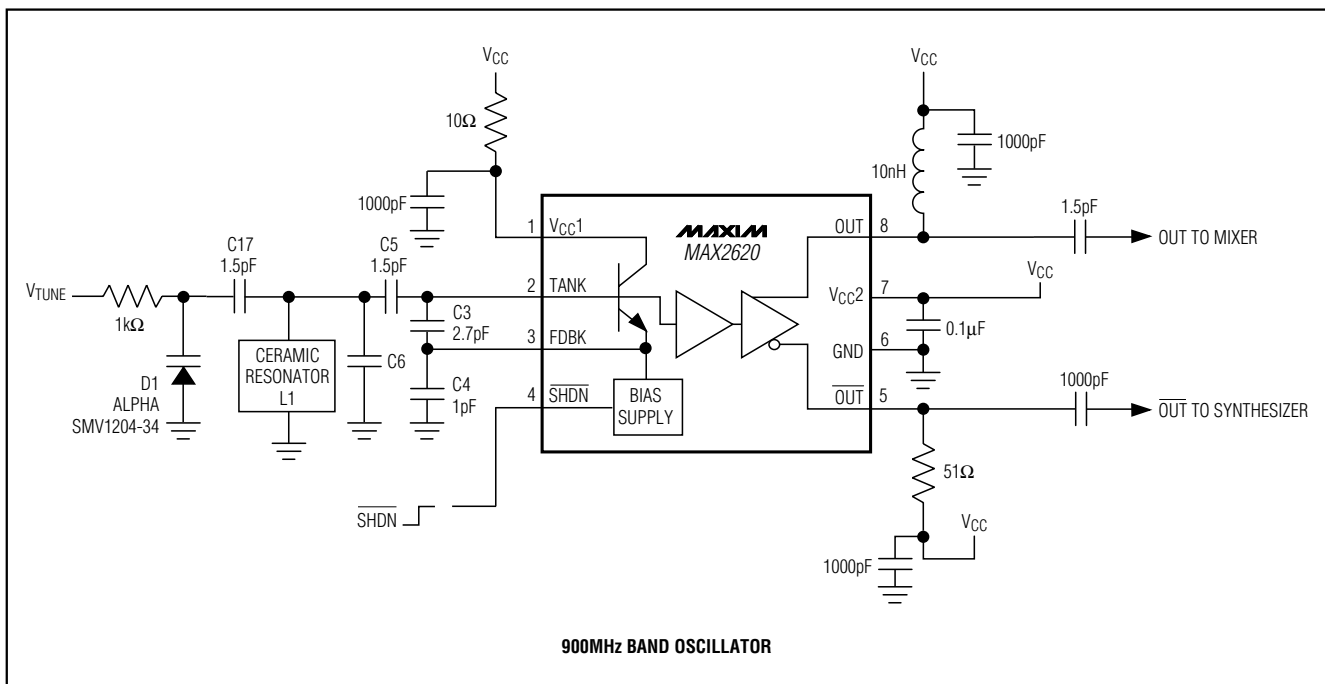 VCC
10Ω
1000pF
VCC
1000pF
10nH
1.5pF
OUT TO MIXER
MAXIM
MAX2620
1 VCC1
OUT 8
C17
1.5pF
C5
1.5pF
VTUNE
1kΩ
2 TANK
VCC2 7
VCC
0.1µF
C3
2.7pF
3 FDBK
GND 6
D1
ALPHA
SMV1204-34
CERAMIC
RESONATOR
L1
C6
C4
1pF
4 SHDN
BIAS
SUPPLY
OUT 5
1000pF
OUT TO SYNTHESIZER
51Ω
SHDN
VCC
1000pF
900MHz BAND OSCILLATOR